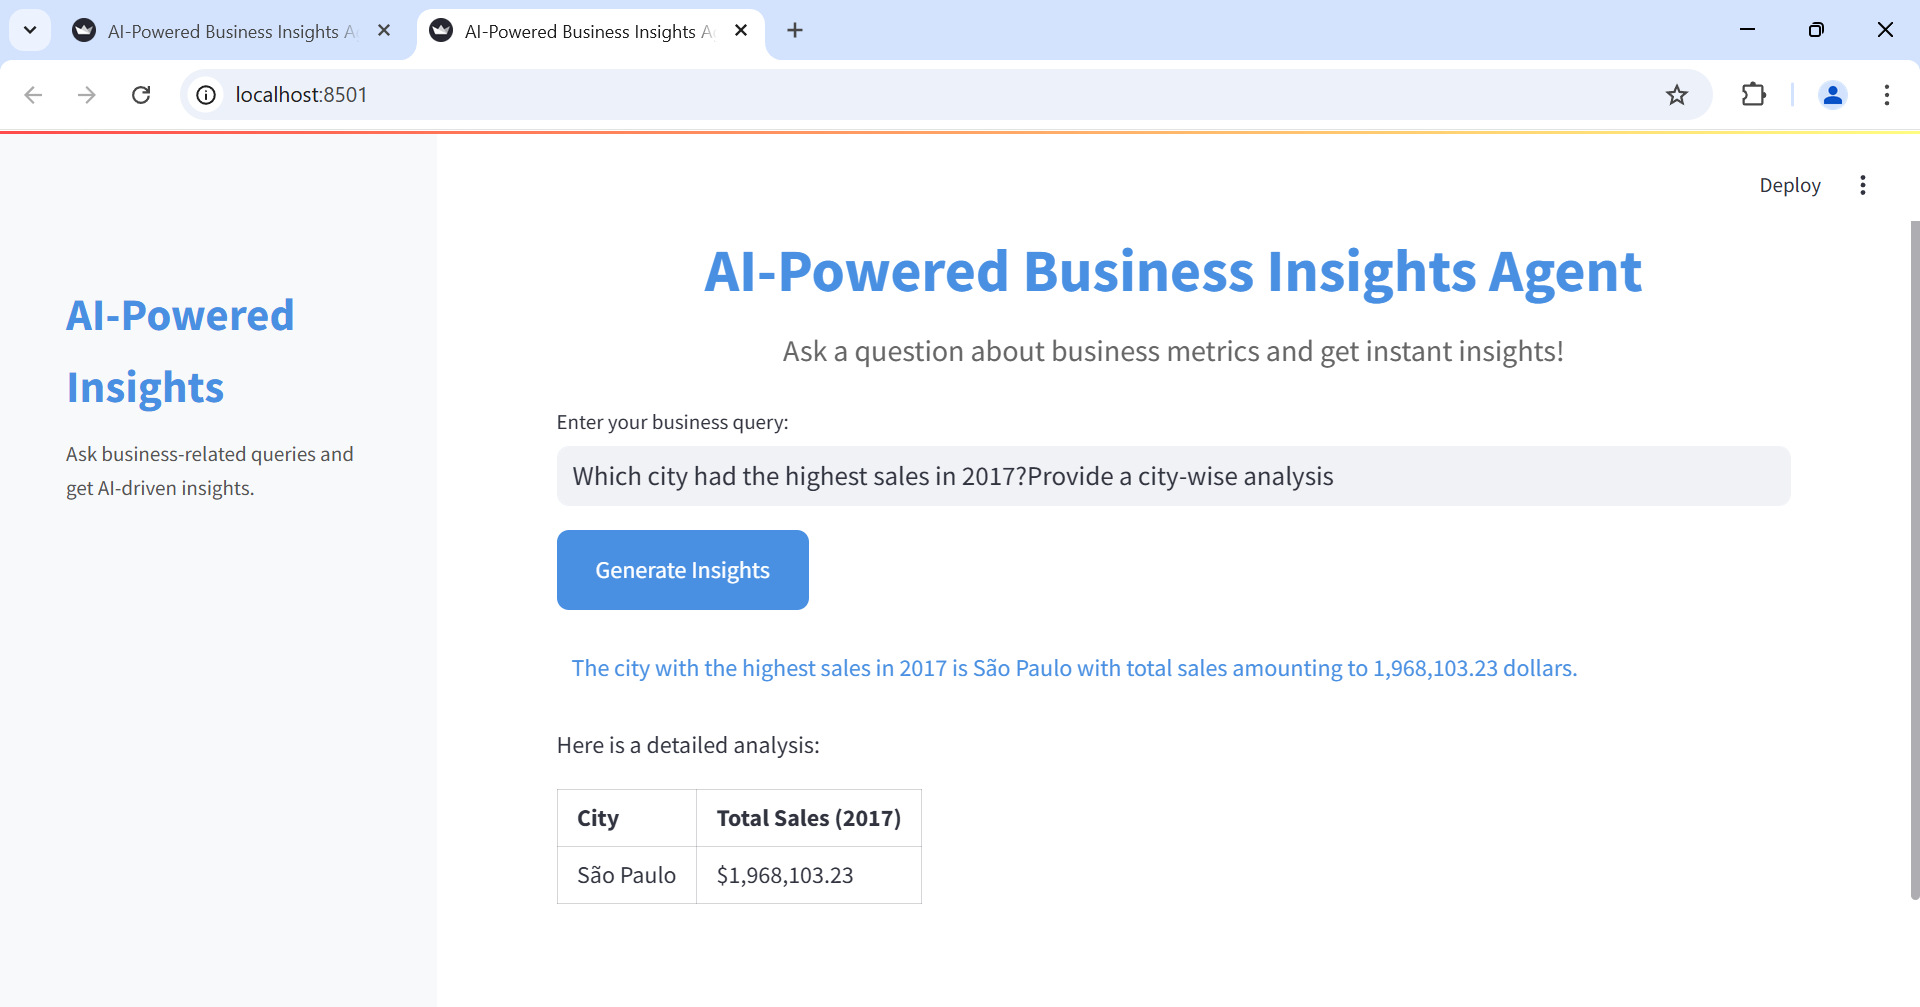 AI-Powered Business Insights A
AI-Powered Business Insights A
localhost:8501
Deploy
AI-Powered
Insights
Ask business-related queries and
get AI-driven insights.
AI-Powered Business Insights Agent
Ask a question about business metrics and get instant insights!
Enter your business query:
Which city had the highest sales in 2017?Provide a city-wise analysis
Generate Insights
The city with the highest sales in 2017 is São Paulo with total sales amounting to 1,968,103.23 dollars.
Here is a detailed analysis:
City Total Sales (2017)
São Paulo $1,968,103.23